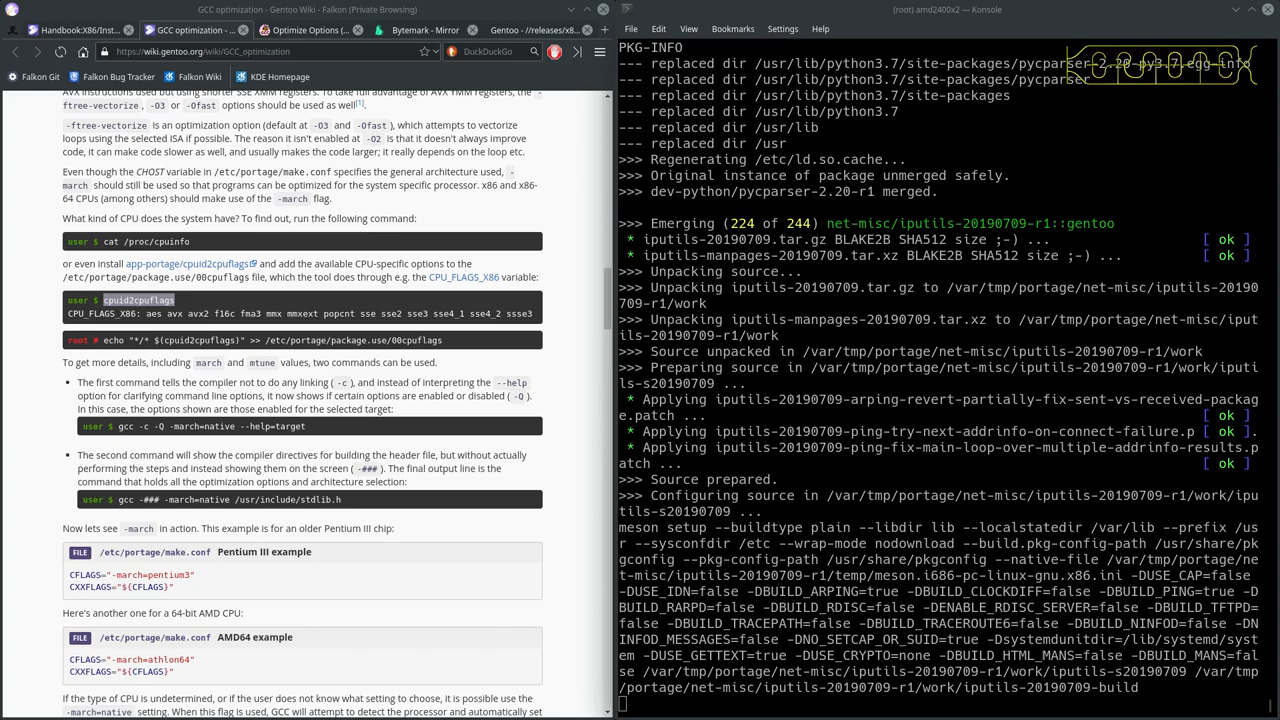 GCC optimization - Gentoo Wiki - Falkon (Private Browsing)
Handbook:X86/Inst
GCC optimization -
Optimize Options (
Bytemark - Mirror
Gentoo - //releases/x8
https://wiki.gentoo.org/wiki/GCC_optimization
DuckDuckGo
Falkon Git
Falkon Bug Tracker
Falkon Wiki
KDE Homepage
AVX instructions used but using shorter SSE XMM registers. To take full advantage of AVX YMM registers, the -
ftree-vectorize, -O3 or -Ofast options should be used as well[1].
-ftree-vectorize is an optimization option (default at -O3 and -Ofast), which attempts to vectorize
loops using the selected ISA if possible. The reason it isn't enabled at -O2 is that it doesn't always improve
code, it can make code slower as well, and usually makes the code larger; it really depends on the loop etc.
Even though the CHOST variable in /etc/portage/make.conf specifies the general architecture used, -
march should still be used so that programs can be optimized for the system specific processor. x86 and x86-
64 CPUs (among others) should make use of the -march flag.
What kind of CPU does the system have? To find out, run the following command:
user $ cat /proc/cpuinfo
or even install app-portage/cpuid2cpuflags and add the available CPU-specific options to the
/etc/portage/package.use/00cpuflags file, which the tool does through e.g. the CPU_FLAGS_X86 variable:
user $ cpuid2cpuflags
CPU_FLAGS_X86: aes avx avx2 f16c fma3 mmx mmxext popcnt sse sse2 sse3 sse4_1 sse4_2 ssse3
root # echo "*/* $(cpuid2cpuflags)" >> /etc/portage/package.use/00cpuflags
To get more details, including march and mtune values, two commands can be used.
• The first command tells the compiler not to do any linking (-c), and instead of interpreting the --help
option for clarifying command line options, it now shows if certain options are enabled or disabled (-Q).
In this case, the options shown are those enabled for the selected target:
user $ gcc -c -Q -march=native --help=target
• The second command will show the compiler directives for building the header file, but without actually
performing the steps and instead showing them on the screen (-###). The final output line is the
command that holds all the optimization options and architecture selection:
user $ gcc -### -march=native /usr/include/stdlib.h
Now lets see -march in action. This example is for an older Pentium III chip:
FILE /etc/portage/make.conf Pentium III example
CFLAGS="-march=pentium3"
CXXFLAGS="${CFLAGS}"
Here's another one for a 64-bit AMD CPU:
FILE /etc/portage/make.conf AMD64 example
CFLAGS="-march=athlon64"
CXXFLAGS="${CFLAGS}"
If the type of CPU is undetermined, or if the user does not know what setting to choose, it is possible use the
-march=native setting. When this flag is used, GCC will attempt to detect the processor and automatically set
(root) amd2400x2 — Konsole
File Edit View Bookmarks Settings Help
PKG-INFO
--- replaced dir /usr/lib/python3.7/site-packages/pycparser-2.20-py3.7.egg-info
--- replaced dir /usr/lib/python3.7/site-packages/pycparser
--- replaced dir /usr/lib/python3.7/site-packages
--- replaced dir /usr/lib/python3.7
--- replaced dir /usr/lib
--- replaced dir /usr
>>> Regenerating /etc/ld.so.cache...
>>> Original instance of package unmerged safely.
>>> dev-python/pycparser-2.20-r1 merged.
>>> Emerging (224 of 244) net-misc/iputils-20190709-r1::gentoo
* iputils-20190709.tar.gz BLAKE2B SHA512 size ;-) ... [ ok ]
* iputils-manpages-20190709.tar.xz BLAKE2B SHA512 size ;-) ... [ ok ]
>>> Unpacking source...
>>> Unpacking iputils-20190709.tar.gz to /var/tmp/portage/net-misc/iputils-20190
709-r1/work
>>> Unpacking iputils-manpages-20190709.tar.xz to /var/tmp/portage/net-misc/iput
ils-20190709-r1/work
>>> Source unpacked in /var/tmp/portage/net-misc/iputils-20190709-r1/work
>>> Preparing source in /var/tmp/portage/net-misc/iputils-20190709-r1/work/iputi
ls-s20190709 ...
* Applying iputils-20190709-arping-revert-partially-fix-sent-vs-received-packag
e.patch ... [ ok ]
* Applying iputils-20190709-ping-try-next-addrinfo-on-connect-failure.p [ ok ].
* Applying iputils-20190709-ping-fix-main-loop-over-multiple-addrinfo-results.p
atch ... [ ok ]
>>> Source prepared.
>>> Configuring source in /var/tmp/portage/net-misc/iputils-20190709-r1/work/ipu
tils-s20190709 ...
meson setup --buildtype plain --libdir lib --localstatedir /var/lib --prefix /us
r --sysconfdir /etc --wrap-mode nodownload --build.pkg-config-path /usr/share/pk
gconfig --pkg-config-path /usr/share/pkgconfig --native-file /var/tmp/portage/ne
t-misc/iputils-20190709-r1/temp/meson.i686-pc-linux-gnu.x86.ini -DUSE_CAP=false
-DUSE_IDN=false -DBUILD_ARPING=true -DBUILD_CLOCKDIFF=false -DBUILD_PING=true -D
BUILD_RARPD=false -DBUILD_RDISC=false -DENABLE_RDISC_SERVER=false -DBUILD_TFTPD=
false -DBUILD_TRACEPATH=false -DBUILD_TRACEROUTE6=false -DBUILD_NINFOD=false -DN
INFOD_MESSAGES=false -DNO_SETCAP_OR_SUID=true -Dsystemdunitdir=/lib/systemd/syst
em -DUSE_GETTEXT=true -DUSE_CRYPTO=none -DBUILD_HTML_MANS=false -DBUILD_MANS=fal
se /var/tmp/portage/net-misc/iputils-20190709-r1/work/iputils-s20190709 /var/tmp
/portage/net-misc/iputils-20190709-r1/work/iputils-20190709-build